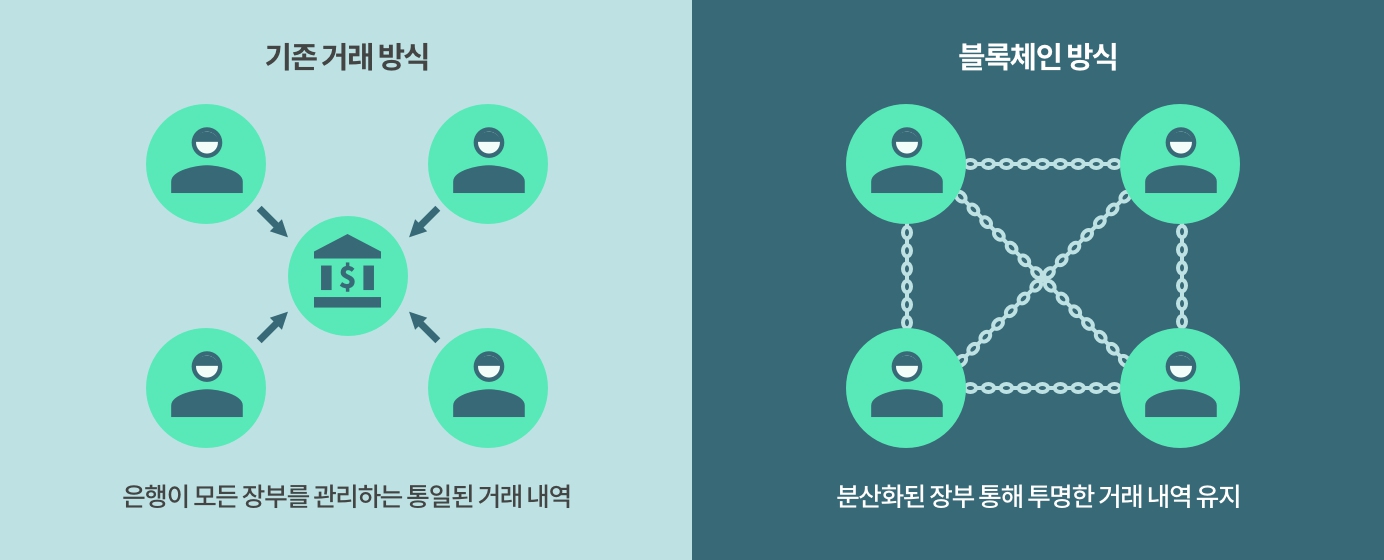 기존 거래 방식
블록체인 방식
$
은행이 모든 장부를 관리하는 통일된 거래 내역
분산화된 장부 통해 투명한 거래 내역 유지